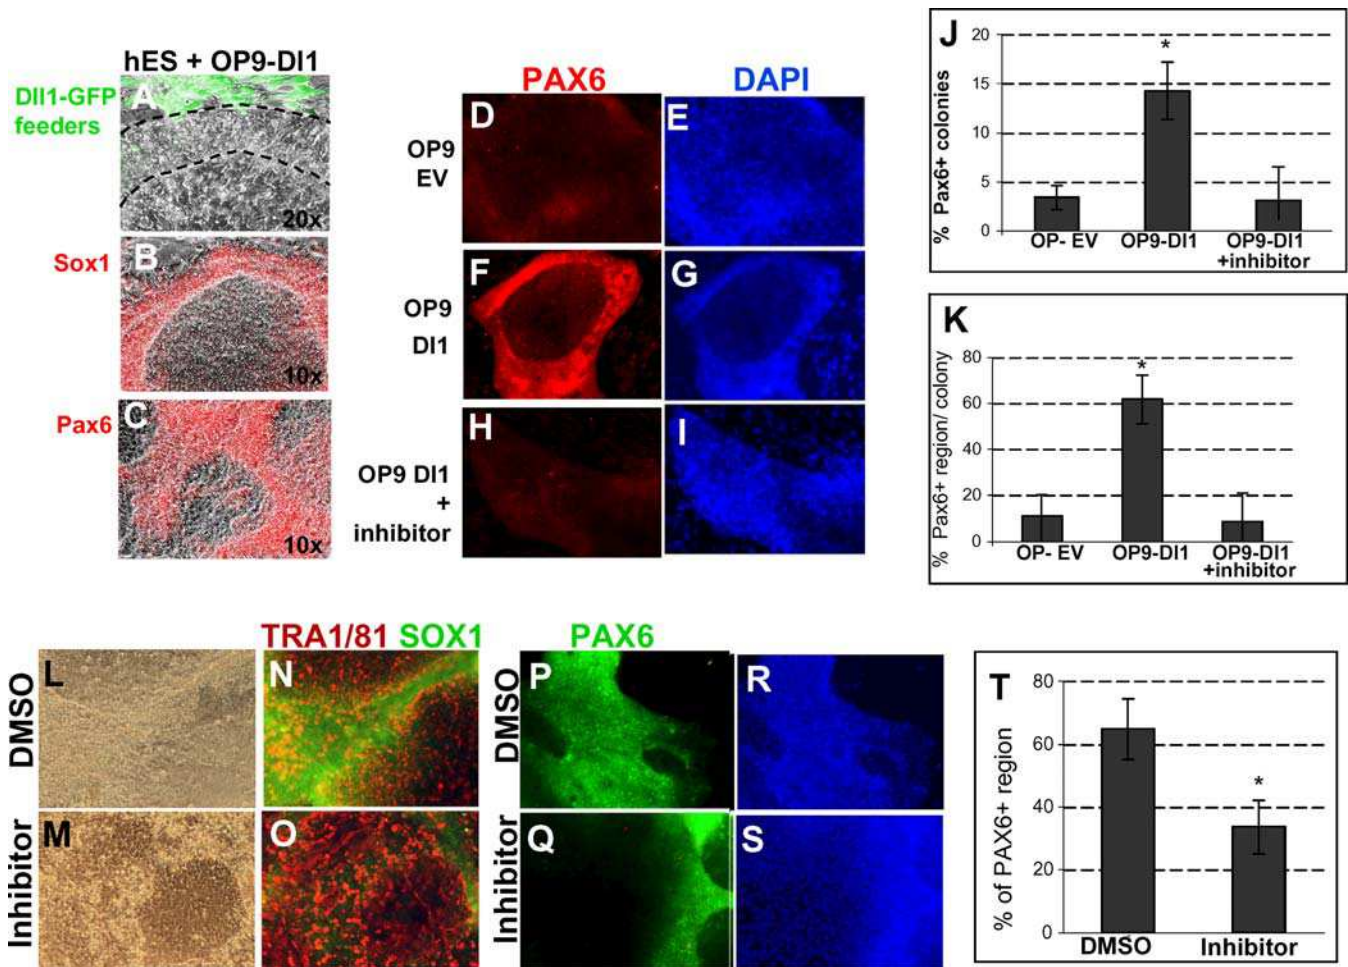 hES + OP9-Dl1
Dll1-GFP
feeders
A
20x
Sox1
B
10x
Pax6
C
10x
PAX6
DAPI
OP9
EV
D
E
OP9
Dl1
F
G
OP9 Dl1
+
inhibitor
H
I
J
% Pax6+ colonies
20
15
10
5
0
*
OP- EV
OP9-Dl1
OP9-Dl1
+inhibitor
K
% Pax6+ region/ colony
80
60
40
20
0
*
OP- EV
OP9-Dl1
OP9-Dl1
+inhibitor
TRA1/81 SOX1
PAX6
DMSO
L
N
DMSO
P
R
Inhibitor
M
O
Inhibitor
Q
S
T
% of PAX6+ region
80
60
40
20
0
*
DMSO
Inhibitor